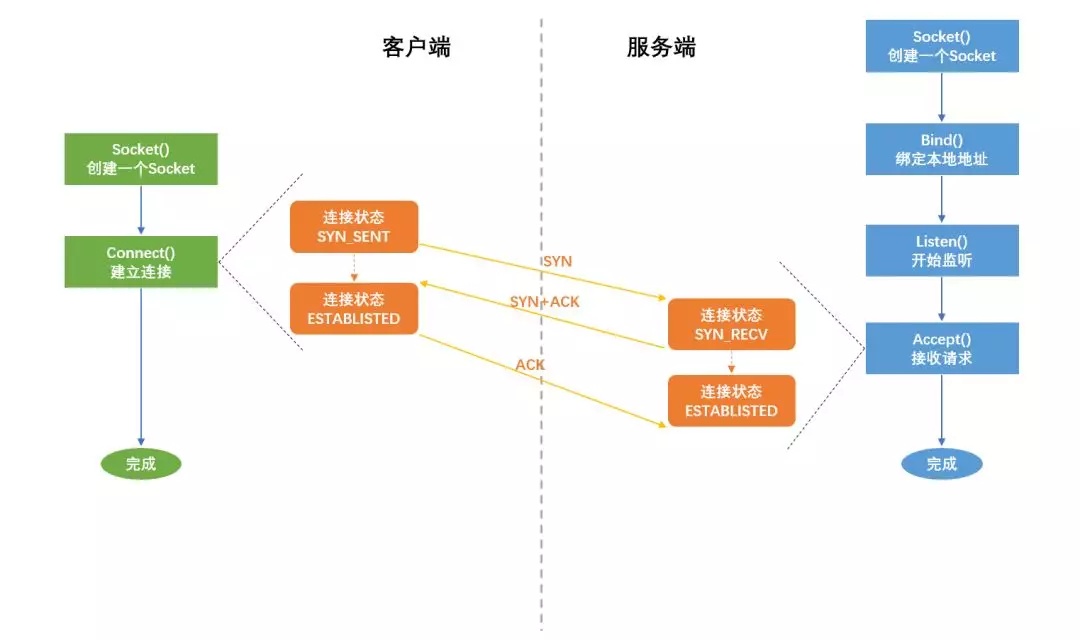 客户端
服务端
Socket()
创建一个Socket
Connect()
建立连接
完成
连接状态
SYN_SENT
连接状态
ESTABLISTED
SYN
SYN+ACK
ACK
连接状态
SYN_RECV
连接状态
ESTABLISTED
Socket()
创建一个Socket
Bind()
绑定本地地址
Listen()
开始监听
Accept()
接收请求
完成